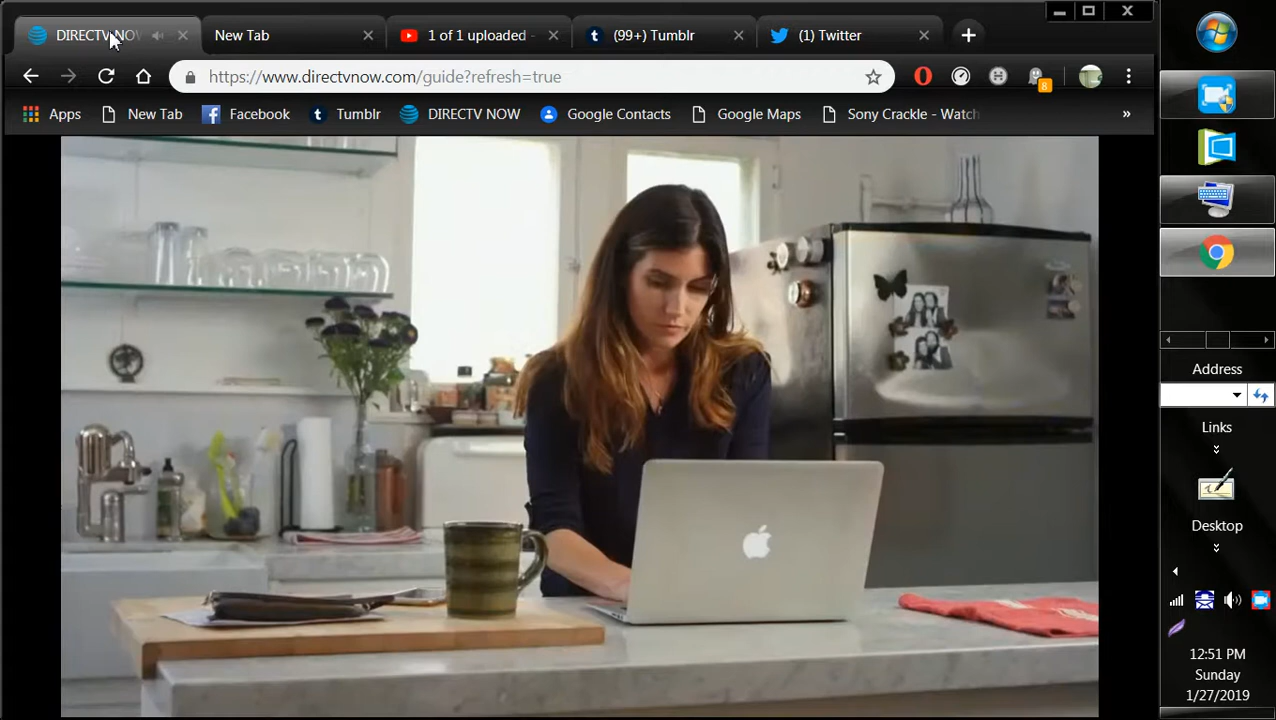 DIRECTV NOW
New Tab
1 of 1 uploaded -
(99+) Tumblr
(1) Twitter
https://www.directvnow.com/guide?refresh=true
8
Apps
New Tab
Facebook
Tumblr
DIRECTV NOW
Google Contacts
Google Maps
Sony Crackle - Watch
»
Address
Links
Desktop
12:51 PM
Sunday
1/27/2019